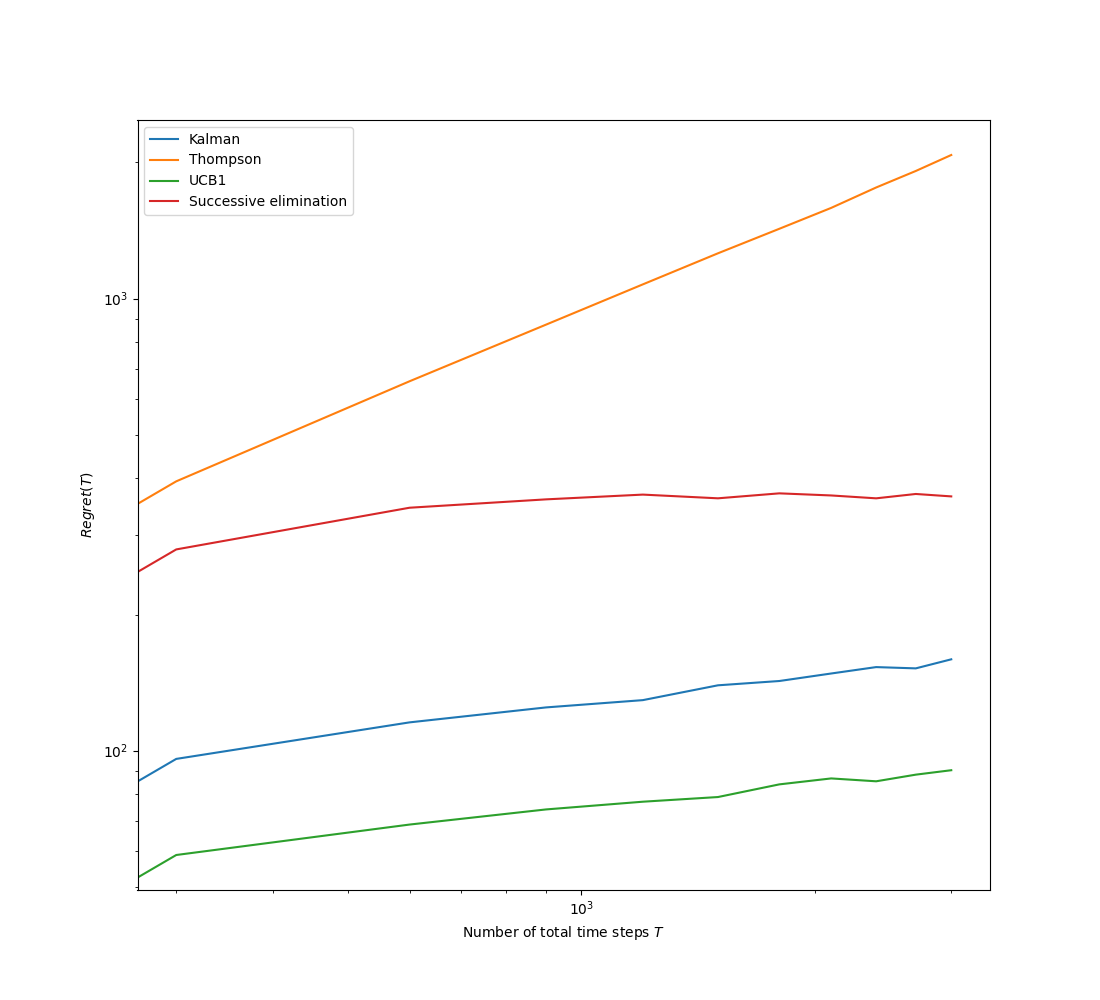 Kalman
Thompson
UCB1
Successive elimination
10³
10²
Regret(T)
10³
Number of total time steps T